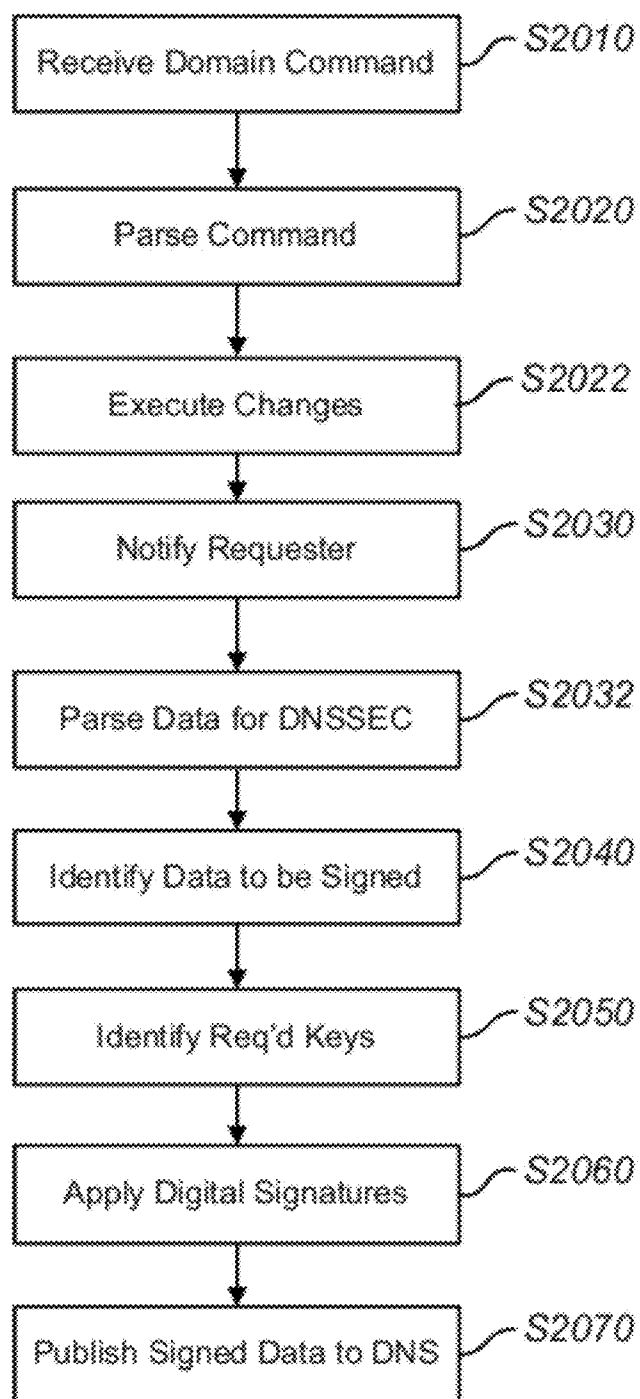 Receive Domain Command
S2010
Parse Command
S2020
Execute Changes
S2022
Notify Requester
S2030
Parse Data for DNSSEC
S2032
Identify Data to be Signed
S2040
Identify Req'd Keys
S2050
Apply Digital Signatures
S2060
Publish Signed Data to DNS
S2070